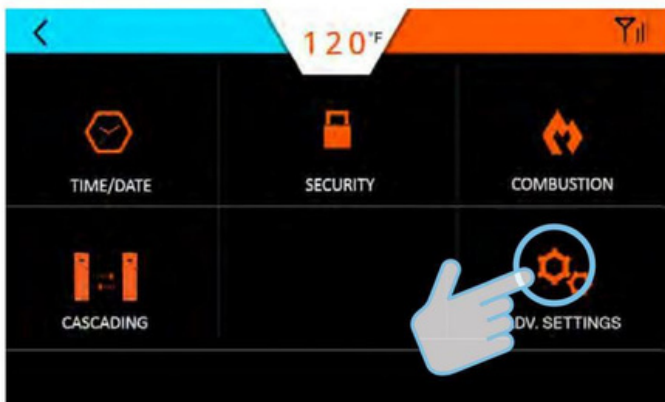 120°F
TIME/DATE
SECURITY
COMBUSTION
CASCADING
DV. SETTINGS